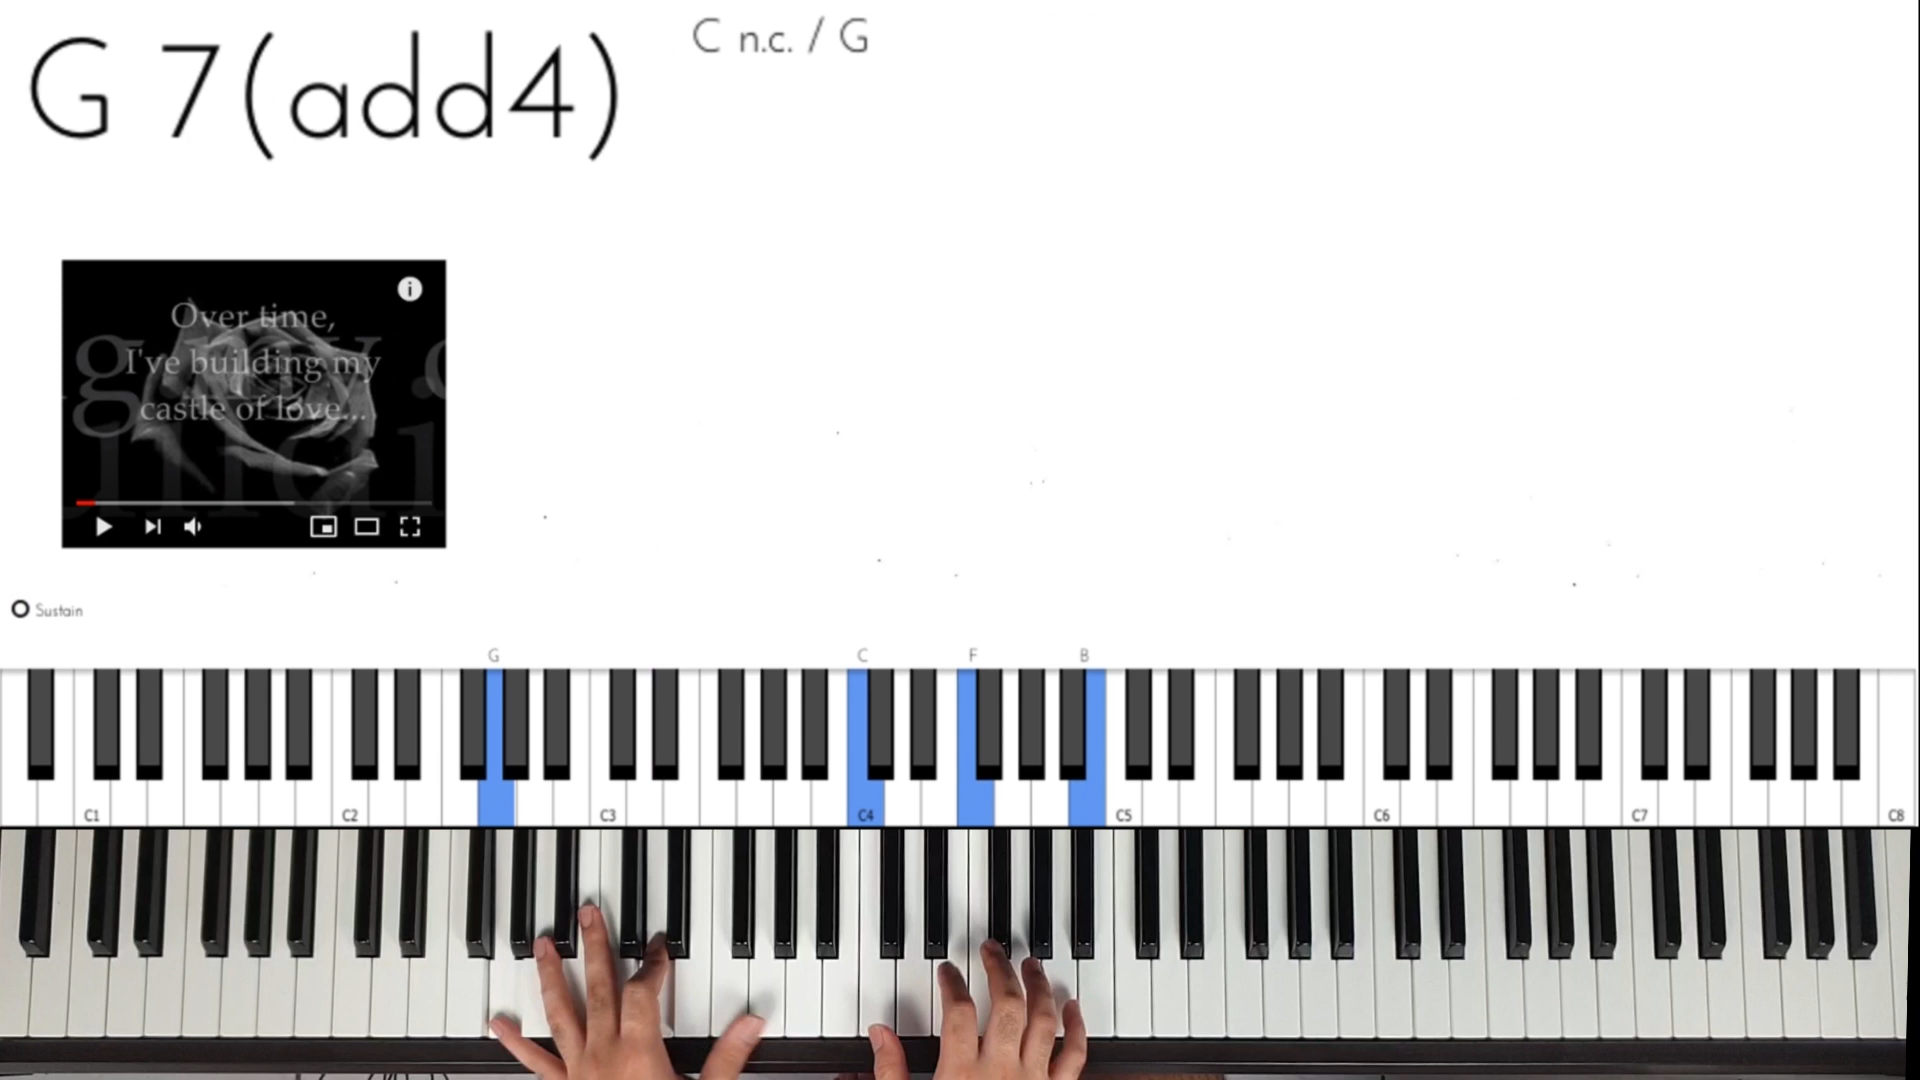 G 7(add4)
C n.c. / G
Over time,
I've building my
castle of love...
Sustain
G C F B
C1 C2 C3 C4 C5 C6 C7 C8